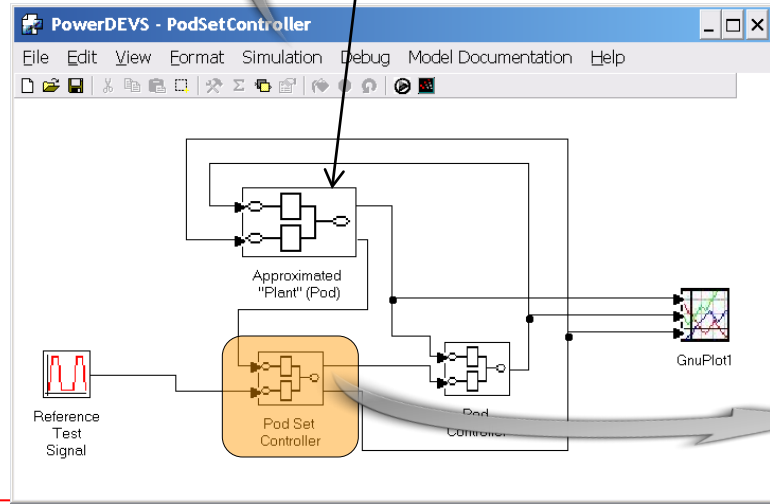 PowerDEVS - PodSetController
File Edit View Format Simulation Debug Model Documentation Help
Approximated
"Plant" (Pod)
GnuPlot1
Reference
Test
Signal
Pod Set
Controller
Pod
Controller